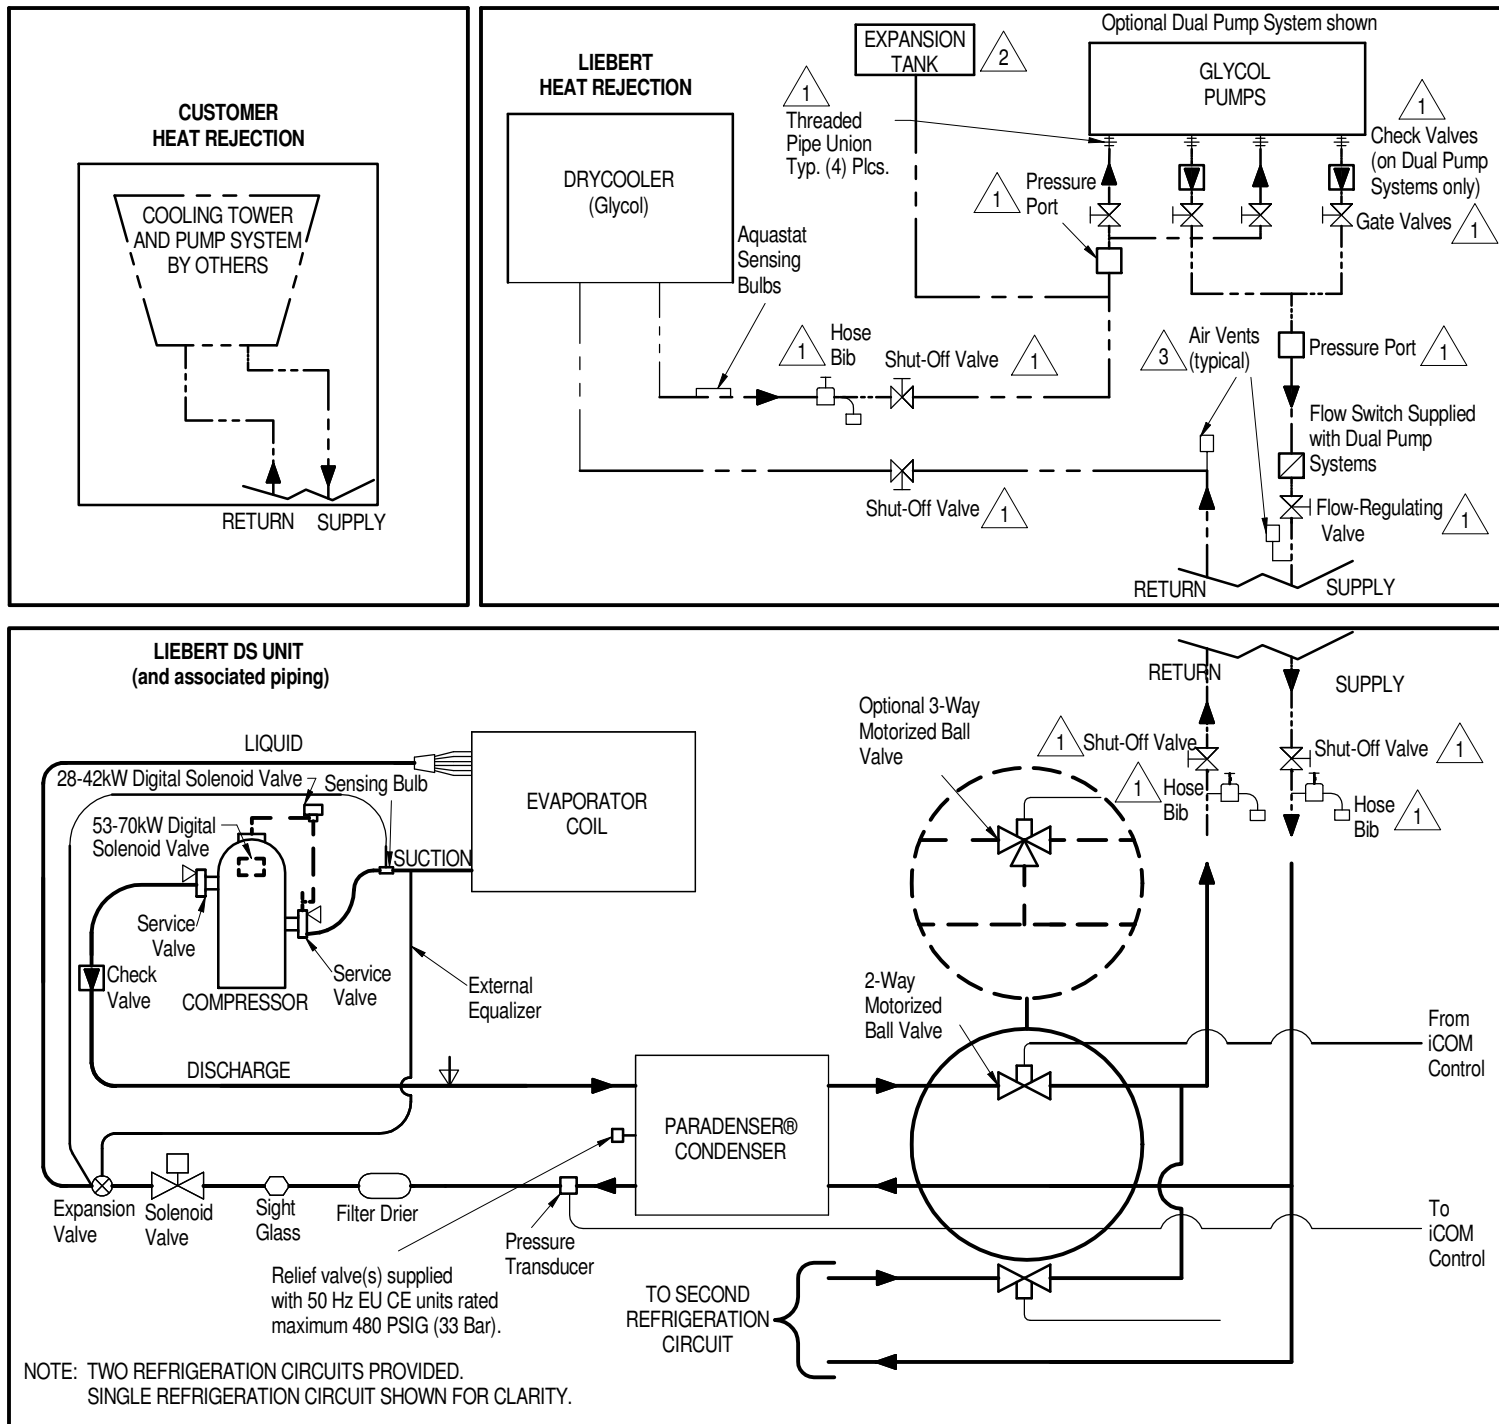 CUSTOMER
HEAT REJECTION
COOLING TOWER
AND PUMP SYSTEM
BY OTHERS
RETURN
SUPPLY
LIEBERT
HEAT REJECTION
Optional Dual Pump System shown
EXPANSION
TANK
2
GLYCOL
PUMPS
1
Threaded
Pipe Union
Typ. (4) Plcs.
1
Check Valves
(on Dual Pump
Systems only)
DRYCOOLER
(Glycol)
1
Pressure
Port
Gate Valves
1
Aquastat
Sensing
Bulbs
1
Hose
Bib
Shut-Off Valve
1
3
Air Vents
(typical)
Pressure Port
1
Flow Switch Supplied
with Dual Pump
Systems
Shut-Off Valve
1
Flow-Regulating
Valve
1
RETURN
SUPPLY
LIEBERT DS UNIT
(and associated piping)
RETURN
SUPPLY
LIQUID
28-42kW Digital Solenoid Valve
Sensing Bulb
53-70kW Digital
Solenoid Valve
EVAPORATOR
COIL
SUCTION
Service
Valve
Check
Valve
COMPRESSOR
Service
Valve
External
Equalizer
Optional 3-Way
Motorized Ball
Valve
1
Shut-Off Valve
1
Hose
Bib
Shut-Off Valve
1
Hose
Bib
1
2-Way
Motorized
Ball Valve
From
iCOM
Control
DISCHARGE
PARADENSER®
CONDENSER
Expansion
Valve
Solenoid
Valve
Sight
Glass
Filter Drier
Pressure
Transducer
To
iCOM
Control
Relief valve(s) supplied
with 50 Hz EU CE units rated
maximum 480 PSIG (33 Bar).
TO SECOND
REFRIGERATION
CIRCUIT
NOTE: TWO REFRIGERATION CIRCUITS PROVIDED.
SINGLE REFRIGERATION CIRCUIT SHOWN FOR CLARITY.